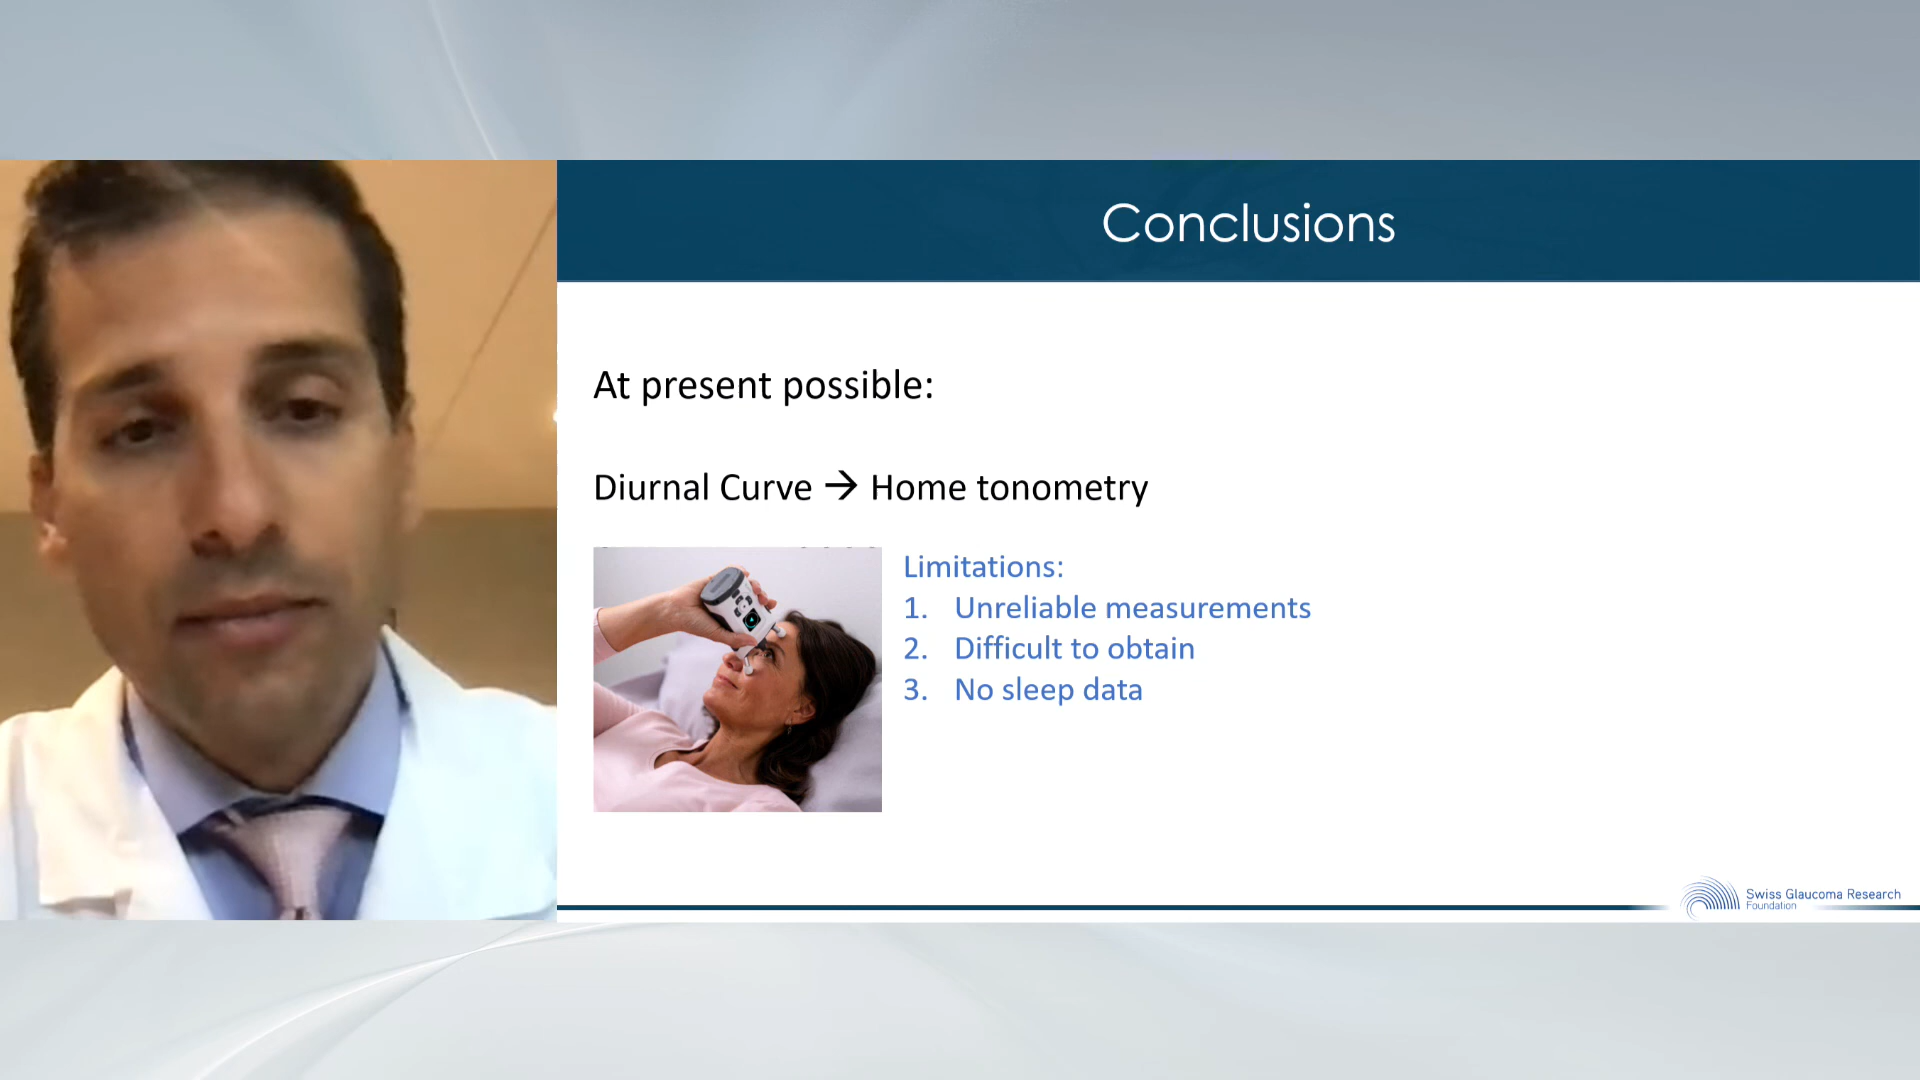 Conclusions
At present possible:
Diurnal Curve → Home tonometry
Limitations:
1. Unreliable measurements
2. Difficult to obtain
3. No sleep data
Swiss Glaucoma Research
Foundation